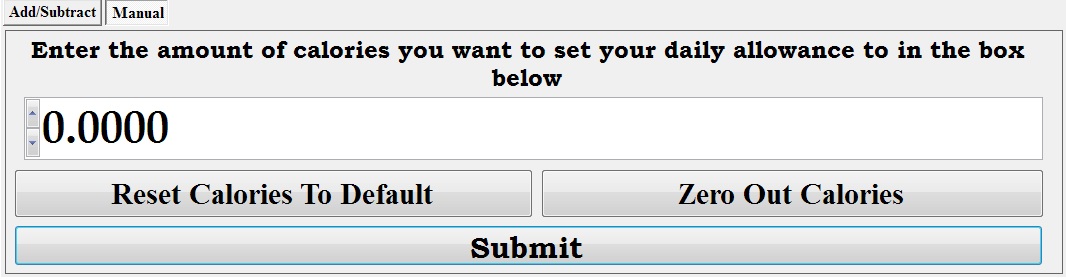 Add/Subtract Manual
Enter the amount of calories you want to set your daily allowance to in the box
below
0.0000
Reset Calories To Default Zero Out Calories
Submit